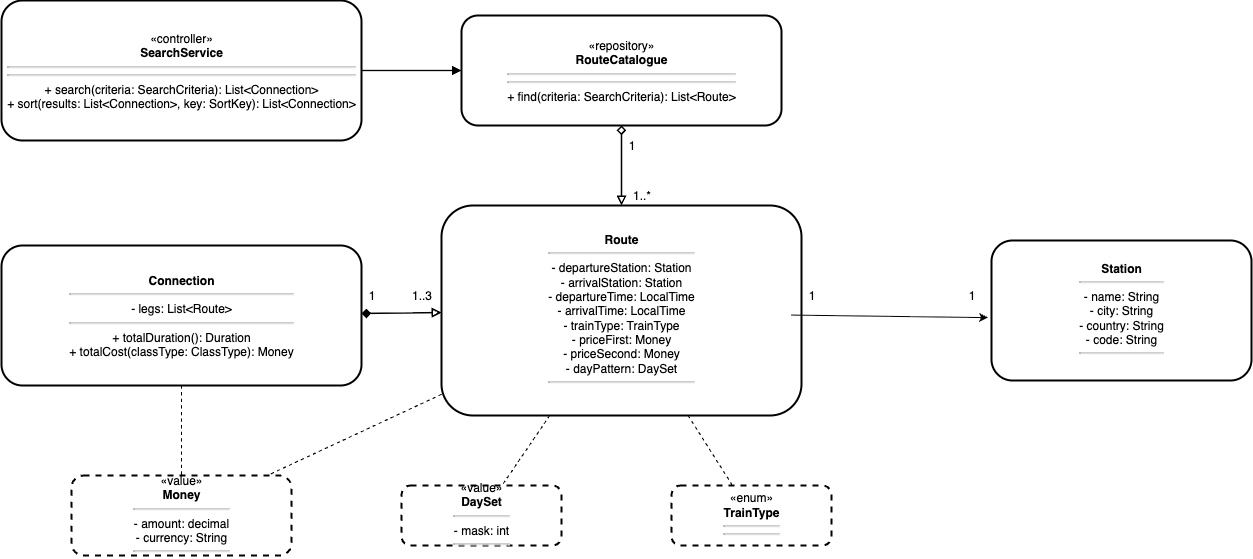 «controller»
SearchService
+ search(criteria: SearchCriteria): List<Connection>
+ sort(results: List<Connection>, key: SortKey): List<Connection>
«repository»
RouteCatalogue
+ find(criteria: SearchCriteria): List<Route>
1
1..*
Connection
- legs: List<Route>
+ totalDuration(): Duration
+ totalCost(classType: ClassType): Money
1
1..3
Route
- departureStation: Station
- arrivalStation: Station
- departureTime: LocalTime
- arrivalTime: LocalTime
- trainType: TrainType
- priceFirst: Money
- priceSecond: Money
- dayPattern: DaySet
1
1
Station
- name: String
- city: String
- country: String
- code: String
«value»
Money
- amount: decimal
- currency: String
«value»
DaySet
- mask: int
«enum»
TrainType